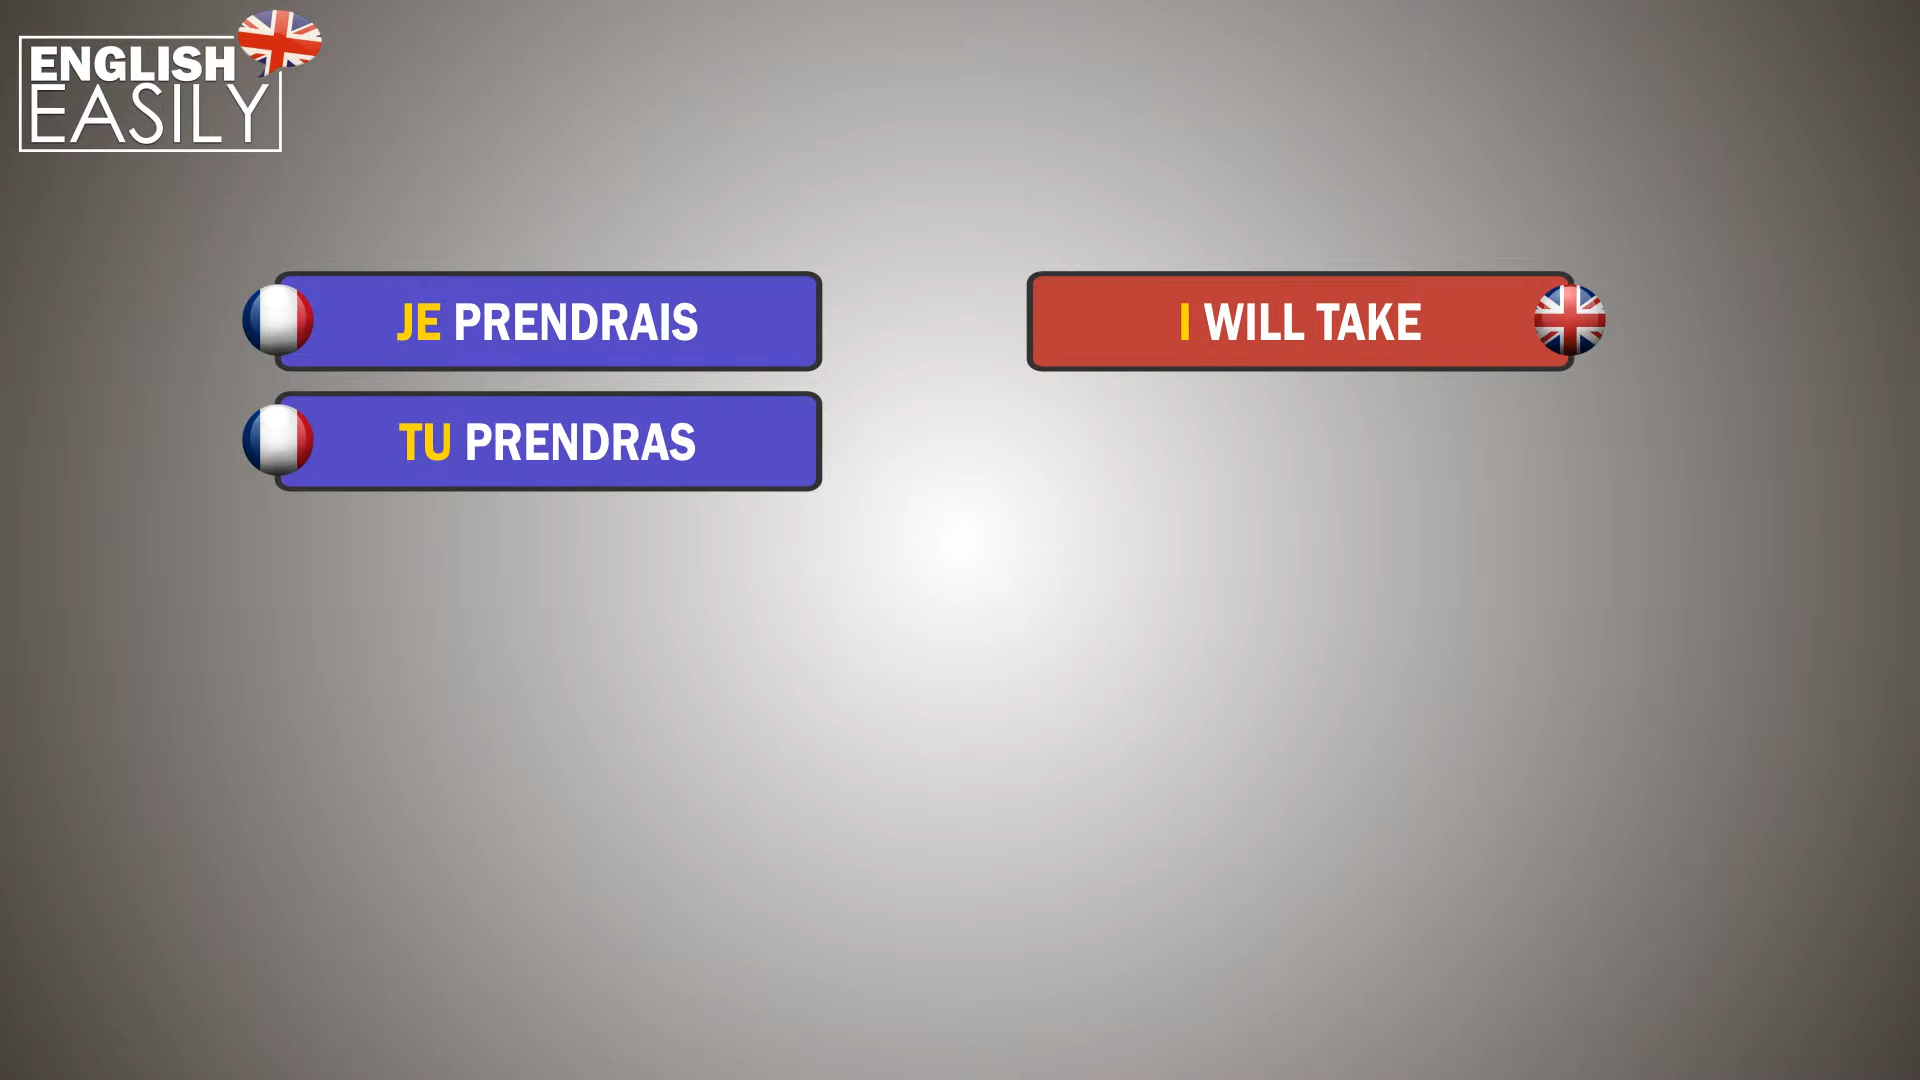 ENGLISH
EASILY
JE PRENDRAIS
I WILL TAKE
TU PRENDRAS